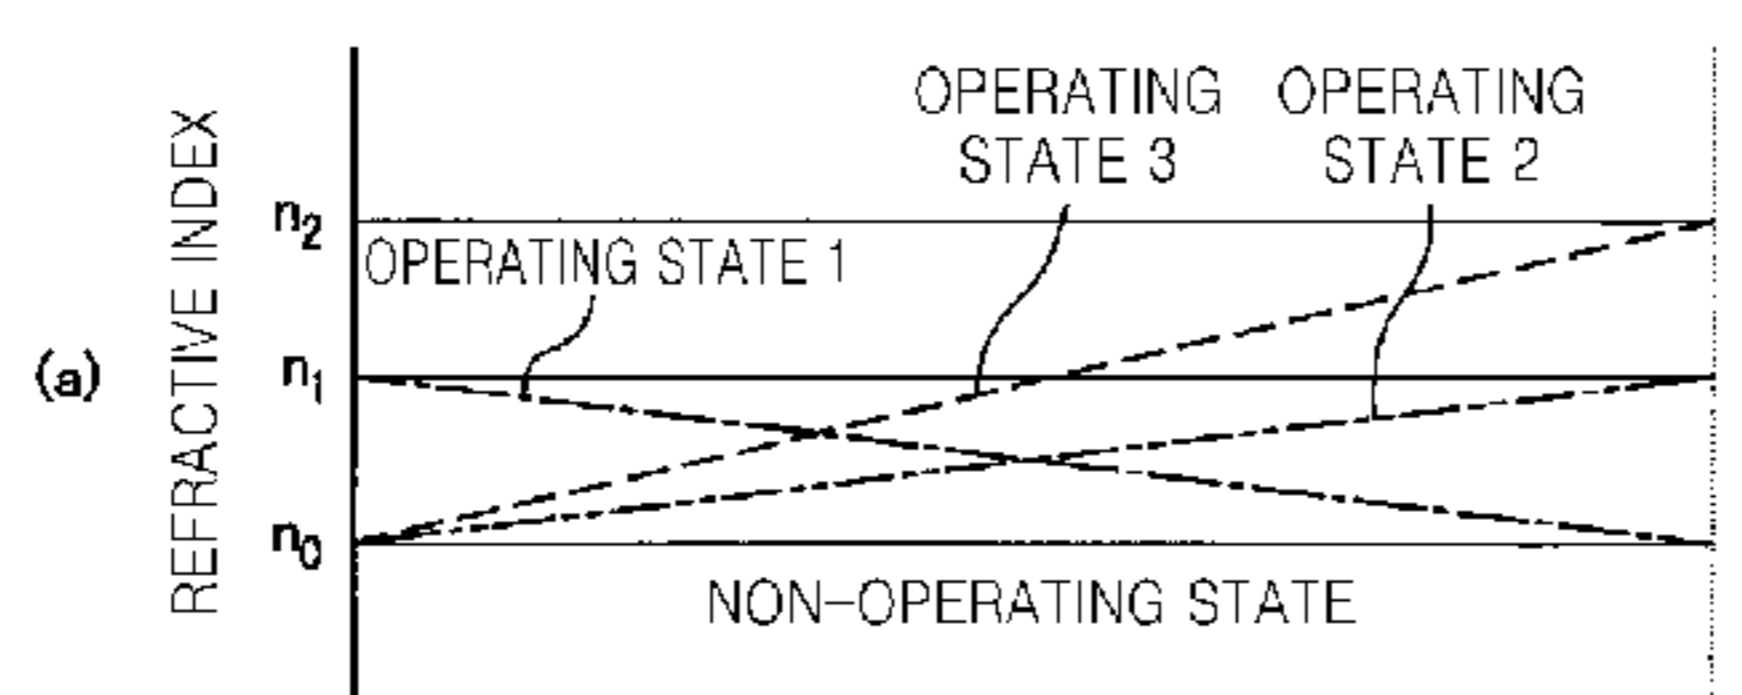 OPERATING
STATE 3
OPERATING
STATE 2
n2
OPERATING STATE 1
REFRACTIVE INDEX
(a)
n1
n0
NON-OPERATING STATE